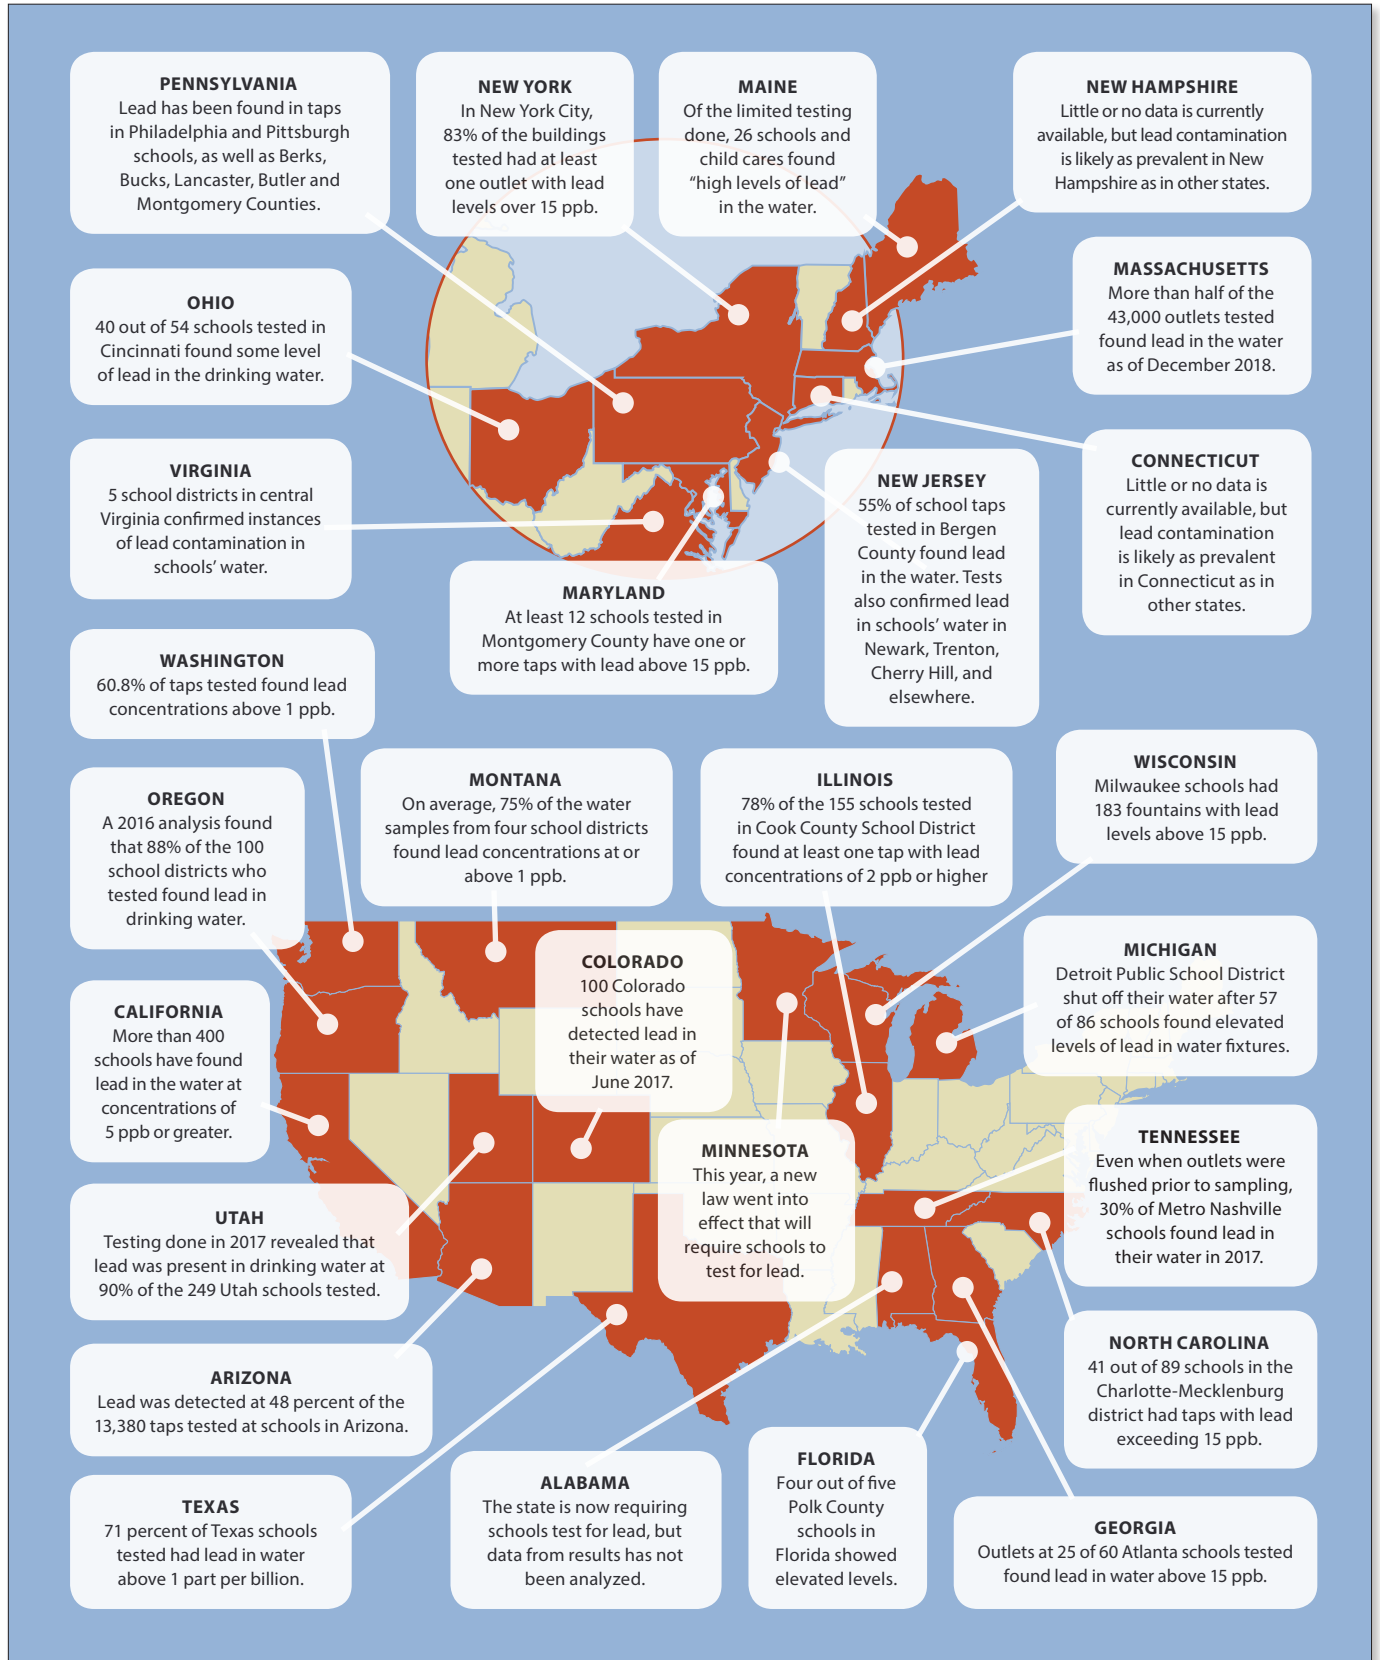 PENNSYLVANIA
Lead has been found in taps
in Philadelphia and Pittsburgh
schools, as well as Berks,
Bucks, Lancaster, Butler and
Montgomery Counties.
NEW YORK
In New York City,
83% of the buildings
tested had at least
one outlet with lead
levels over 15 ppb.
MAINE
Of the limited testing
done, 26 schools and
child cares found
“high levels of lead”
in the water.
NEW HAMPSHIRE
Little or no data is currently
available, but lead contamination
is likely as prevalent in New
Hampshire as in other states.
OHIO
40 out of 54 schools tested in
Cincinnati found some level
of lead in the drinking water.
MASSACHUSETTS
More than half of the
43,000 outlets tested
found lead in the water
as of December 2018.
VIRGINIA
5 school districts in central
Virginia confirmed instances
of lead contamination in
schools’ water.
CONNECTICUT
Little or no data is
currently available, but
lead contamination
is likely as prevalent
in Connecticut as in
other states.
NEW JERSEY
55% of school taps
tested in Bergen
County found lead
in the water. Tests
also confirmed lead
in schools’ water in
Newark, Trenton,
Cherry Hill, and
elsewhere.
MARYLAND
At least 12 schools tested in
Montgomery County have one or
more taps with lead above 15 ppb.
WASHINGTON
60.8% of taps tested found lead
concentrations above 1 ppb.
OREGON
A 2016 analysis found
that 88% of the 100
school districts who
tested found lead in
drinking water.
MONTANA
On average, 75% of the water
samples from four school districts
found lead concentrations at or
above 1 ppb.
ILLINOIS
78% of the 155 schools tested
in Cook County School District
found at least one tap with lead
concentrations of 2 ppb or higher
WISCONSIN
Milwaukee schools had
183 fountains with lead
levels above 15 ppb.
COLORADO
100 Colorado
schools have
detected lead in
their water as of
June 2017.
MICHIGAN
Detroit Public School District
shut off their water after 57
of 86 schools found elevated
levels of lead in water fixtures.
CALIFORNIA
More than 400
schools have found
lead in the water at
concentrations of
5 ppb or greater.
MINNESOTA
This year, a new
law went into
effect that will
require schools to
test for lead.
TENNESSEE
Even when outlets were
flushed prior to sampling,
30% of Metro Nashville
schools found lead in
their water in 2017.
UTAH
Testing done in 2017 revealed that
lead was present in drinking water at
90% of the 249 Utah schools tested.
ARIZONA
Lead was detected at 48 percent of the
13,380 taps tested at schools in Arizona.
NORTH CAROLINA
41 out of 89 schools in the
Charlotte-Mecklenburg
district had taps with lead
exceeding 15 ppb.
TEXAS
71 percent of Texas schools
tested had lead in water
above 1 part per billion.
ALABAMA
The state is now requiring
schools test for lead, but
data from results has not
been analyzed.
FLORIDA
Four out of five
Polk County
schools in
Florida showed
elevated levels.
GEORGIA
Outlets at 25 of 60 Atlanta schools tested
found lead in water above 15 ppb.